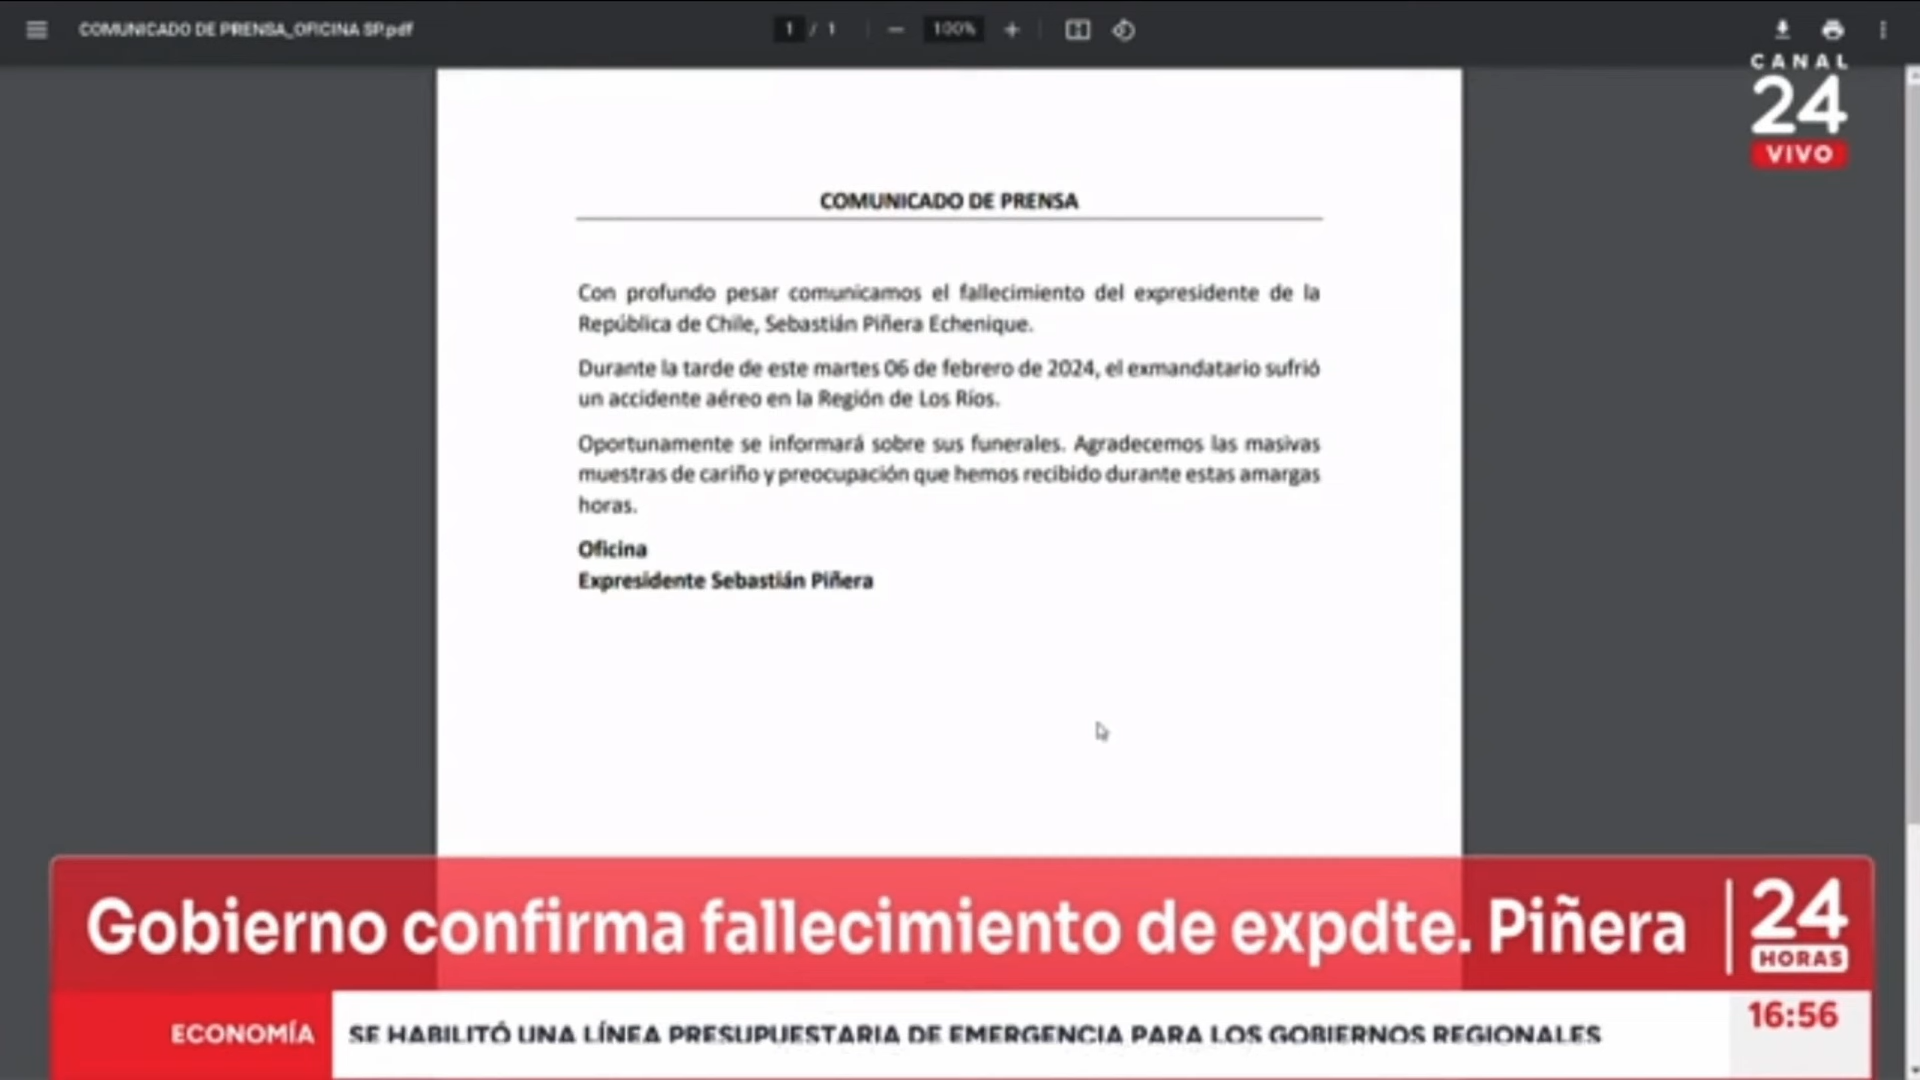 COMUNICADO DE PRENSA_OFICINA SP.pdf
1 / 1
100%
CANAL
24
VIVO
COMUNICADO DE PRENSA
Con profundo pesar comunicamos el fallecimiento del expresidente de la
República de Chile, Sebastián Piñera Echenique.
Durante la tarde de este martes 06 de febrero de 2024, el exmandatario sufrió
un accidente aéreo en la Región de Los Ríos.
Oportunamente se informará sobre sus funerales. Agradecemos las masivas
muestras de cariño y preocupación que hemos recibido durante estas amargas
horas.
Oficina
Expresidente Sebastián Piñera
Gobierno confirma fallecimiento de expdte. Piñera
24
HORAS
ECONOMÍA
SE HABILITÓ UNA LÍNEA PRESUPUESTARIA DE EMERGENCIA PARA LOS GOBIERNOS REGIONALES
16:56